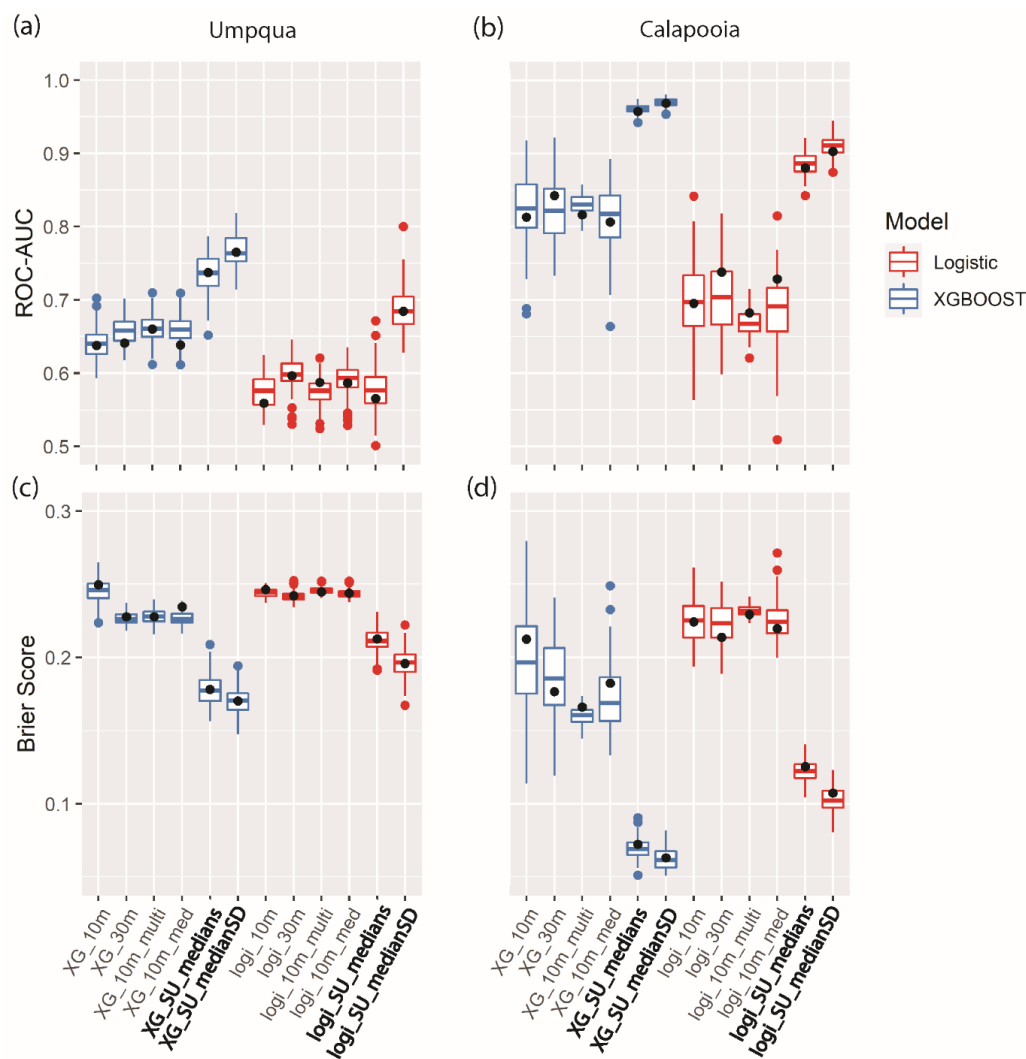 (a)
Umpqua
(b)
Calapooia
1.0
0.9
0.8
0.7
0.6
0.5
ROC-AUC
Model
Logistic
XGBOOST
(c)
(d)
0.3
0.2
0.1
Brier Score
XG_10m
XG_30m
XG_10m_multi
XG_10m_med
XG_SU_medians
XG_SU_medianSD
logi_10m
logi_30m
logi_10m_multi
logi_10m_med
logi_SU_medians
logi_SU_medianSD
XG_10m
XG_30m
XG_10m_multi
XG_10m_med
XG_SU_medians
XG_SU_medianSD
logi_10m
logi_30m
logi_10m_multi
logi_10m_med
logi_SU_medians
logi_SU_medianSD